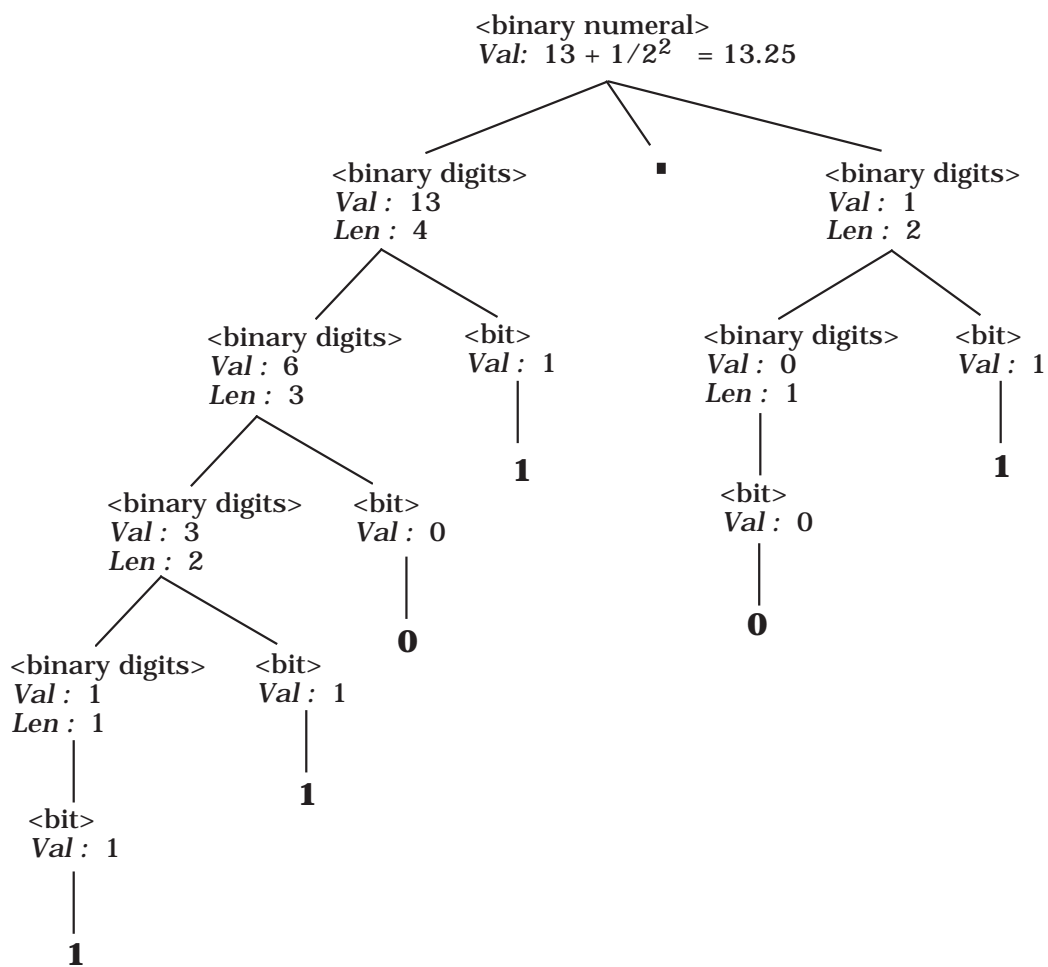 <binary numeral>
Val: 13 + 1/2² = 13.25
<binary digits>
Val : 13
Len : 4
.
<binary digits>
Val : 1
Len : 2
<binary digits>
Val : 6
Len : 3
<bit>
Val : 1
1
<binary digits>
Val : 0
Len : 1
<bit>
Val : 1
1
<binary digits>
Val : 3
Len : 2
<bit>
Val : 0
0
<bit>
Val : 0
0
<binary digits>
Val : 1
Len : 1
<bit>
Val : 1
1
<bit>
Val : 1
1